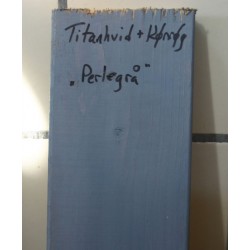 Titanhvid + Kønrøg
"Perlegrå"